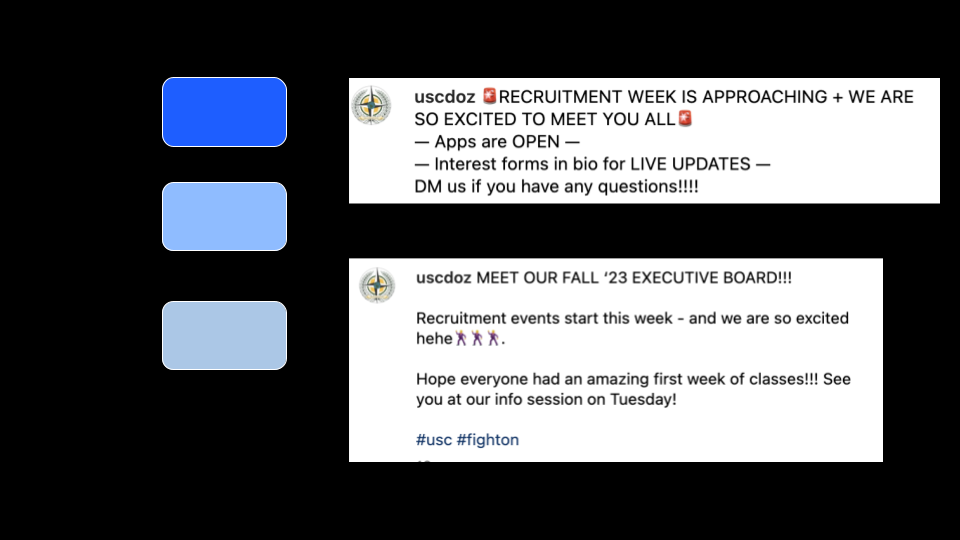 uscdoz 🚨RECRUITMENT WEEK IS APPROACHING + WE ARE
SO EXCITED TO MEET YOU ALL🚨
— Apps are OPEN —
— Interest forms in bio for LIVE UPDATES —
DM us if you have any questions!!!!
uscdoz MEET OUR FALL ‘23 EXECUTIVE BOARD!!!
Recruitment events start this week - and we are so excited
hehe🕺🕺🕺.
Hope everyone had an amazing first week of classes!!! See
you at our info session on Tuesday!
#usc #fighton